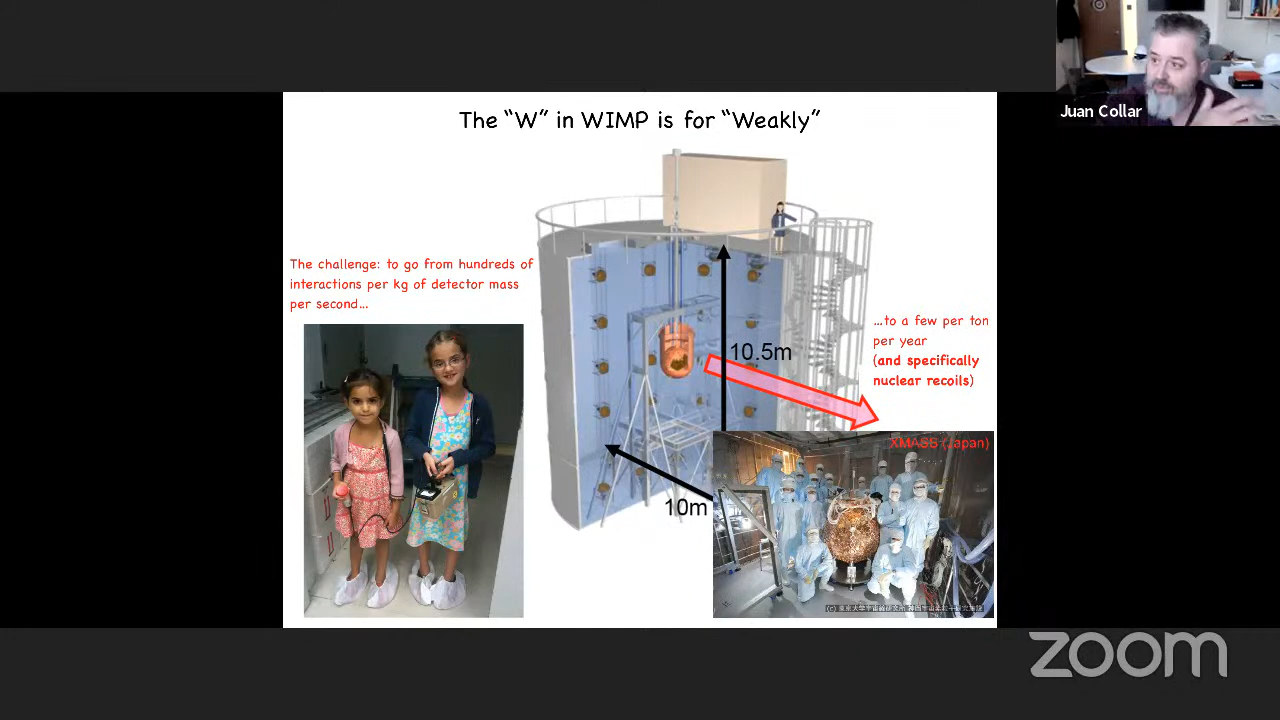 The “W” in WIMP is for “Weakly”
Juan Collar
The challenge: to go from hundreds of
interactions per kg of detector mass
per second...
...to a few per ton
per year
(and specifically
nuclear recoils)
10.5m
10m
XMASS (Japan)
zoom